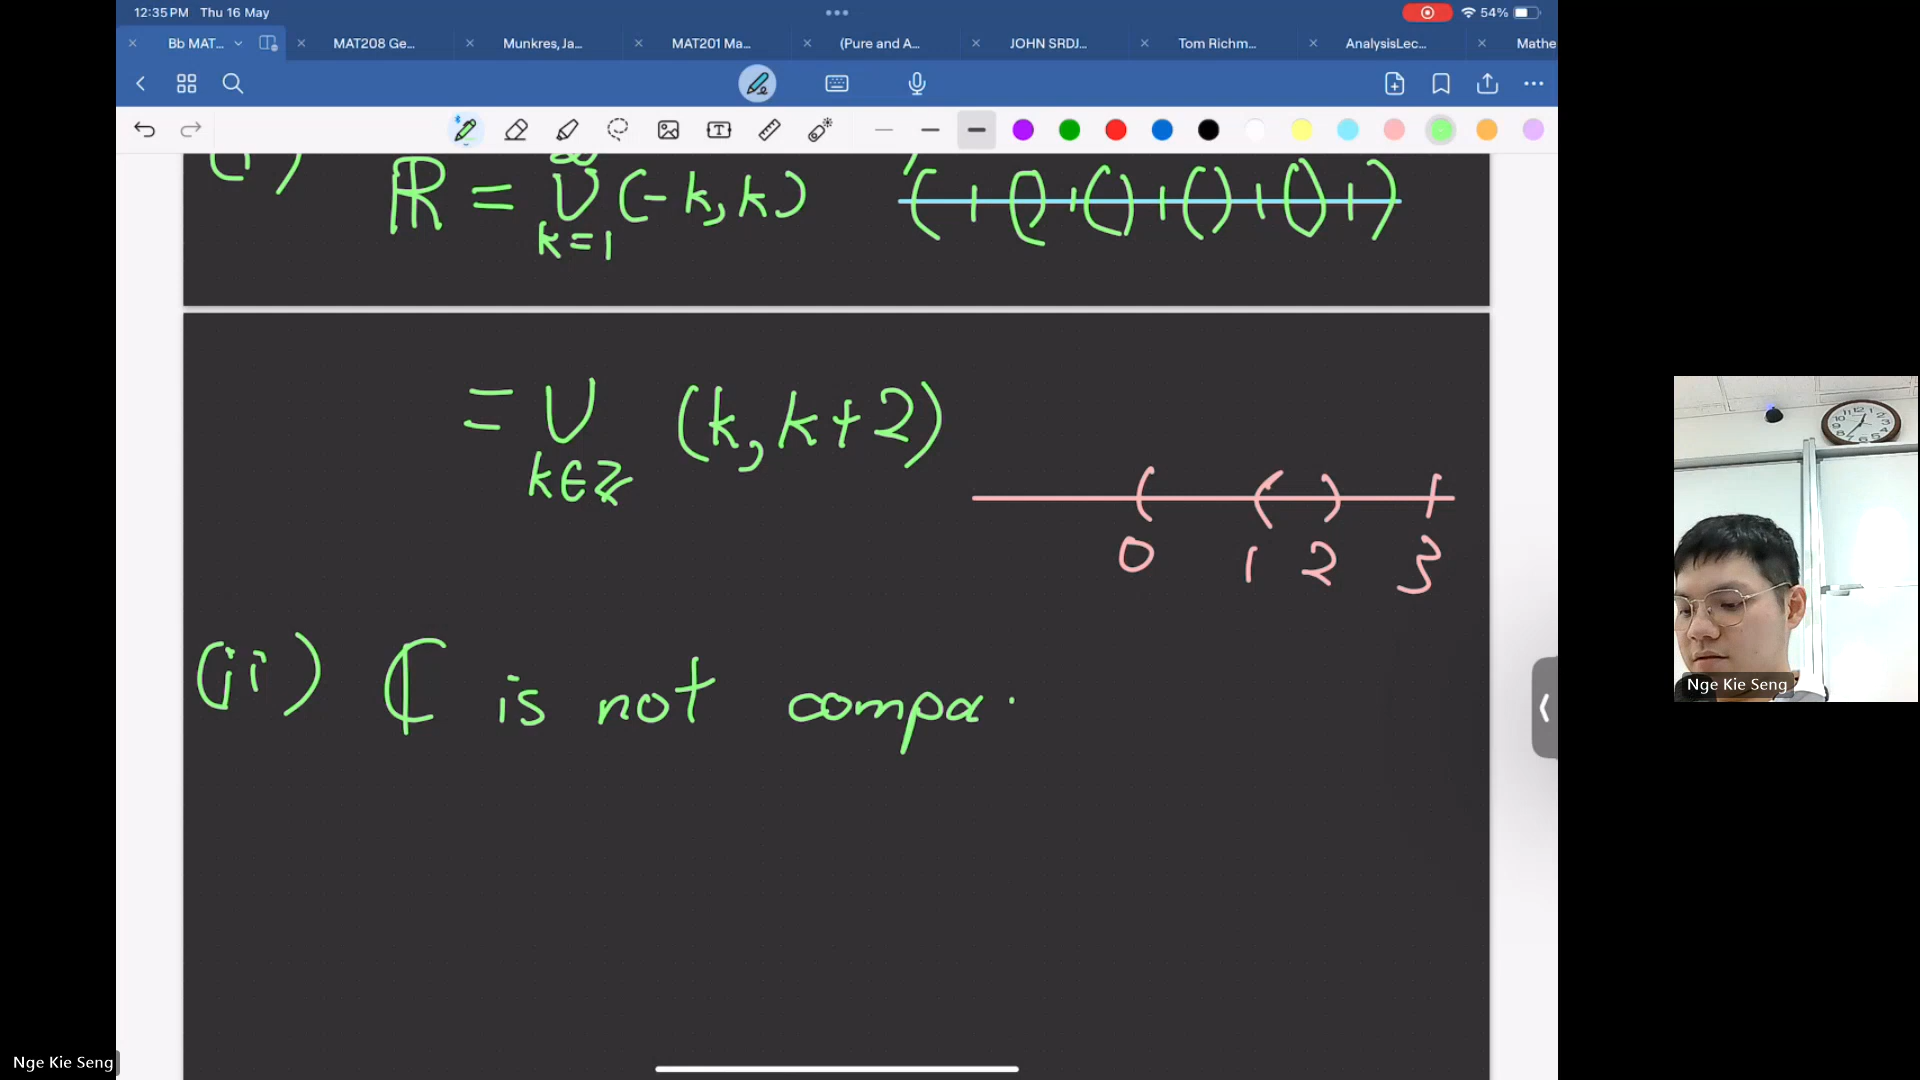 12:35 PM Thu 16 May
54%
Bb MAT...
MAT208 Ge...
Munkres, Ja...
MAT201 Ma...
(Pure and A...
JOHN SRDJ...
Tom Richm...
AnalysisLec...
Mathe
ℝ = ∪ (-k, k)
k=1
= ∪ (k, k+2)
k∈ℤ
0 1 2 3
(ii) ℂ is not compa
Nge Kie Seng
Nge Kie Seng